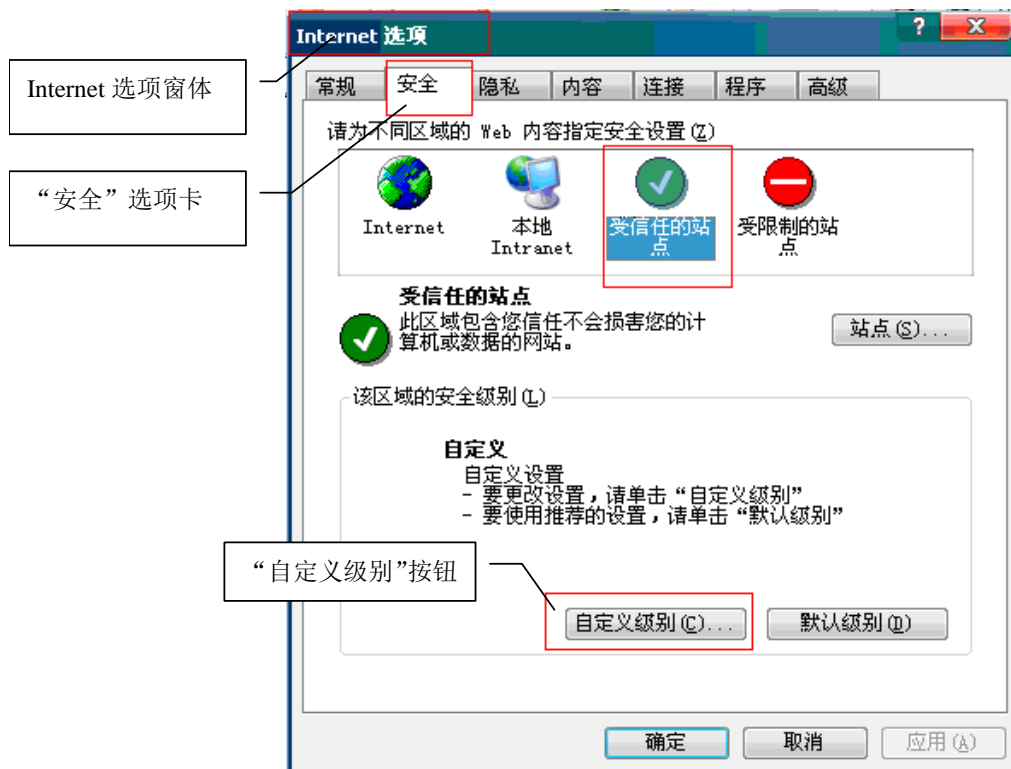 Internet 选项
Internet 选项窗体
常规 安全 隐私 内容 连接 程序 高级
请为不同区域的 Web 内容指定安全设置(Z)
“安全”选项卡
Internet
本地
Intranet
受信任的站
点
受限制的站
点
受信任的站点
此区域包含您信任不会损害您的计
算机或数据的网站。
站点(S)...
该区域的安全级别(L)
自定义
自定义设置
- 要更改设置，请单击“自定义级别”
- 要使用推荐的设置，请单击“默认级别”
“自定义级别”按钮
自定义级别(C)... 默认级别(D)
确定 取消 应用(A)